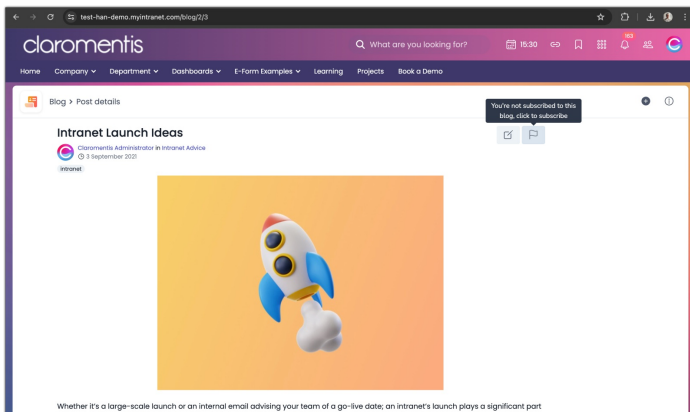 test-han-demo.myintranet.com/blog/2/3
claromentis
What are you looking for?
15:30
163
Home Company Department Dashboards E-Form Examples Learning Projects Book a Demo
Blog > Post details
You're not subscribed to this
blog, click to subscribe
Intranet Launch Ideas
Claromentis Administrator in Intranet Advice
3 September 2021
intranet
Whether it's a large-scale launch or an internal email advising your team of a go-live date; an intranet's launch plays a significant part